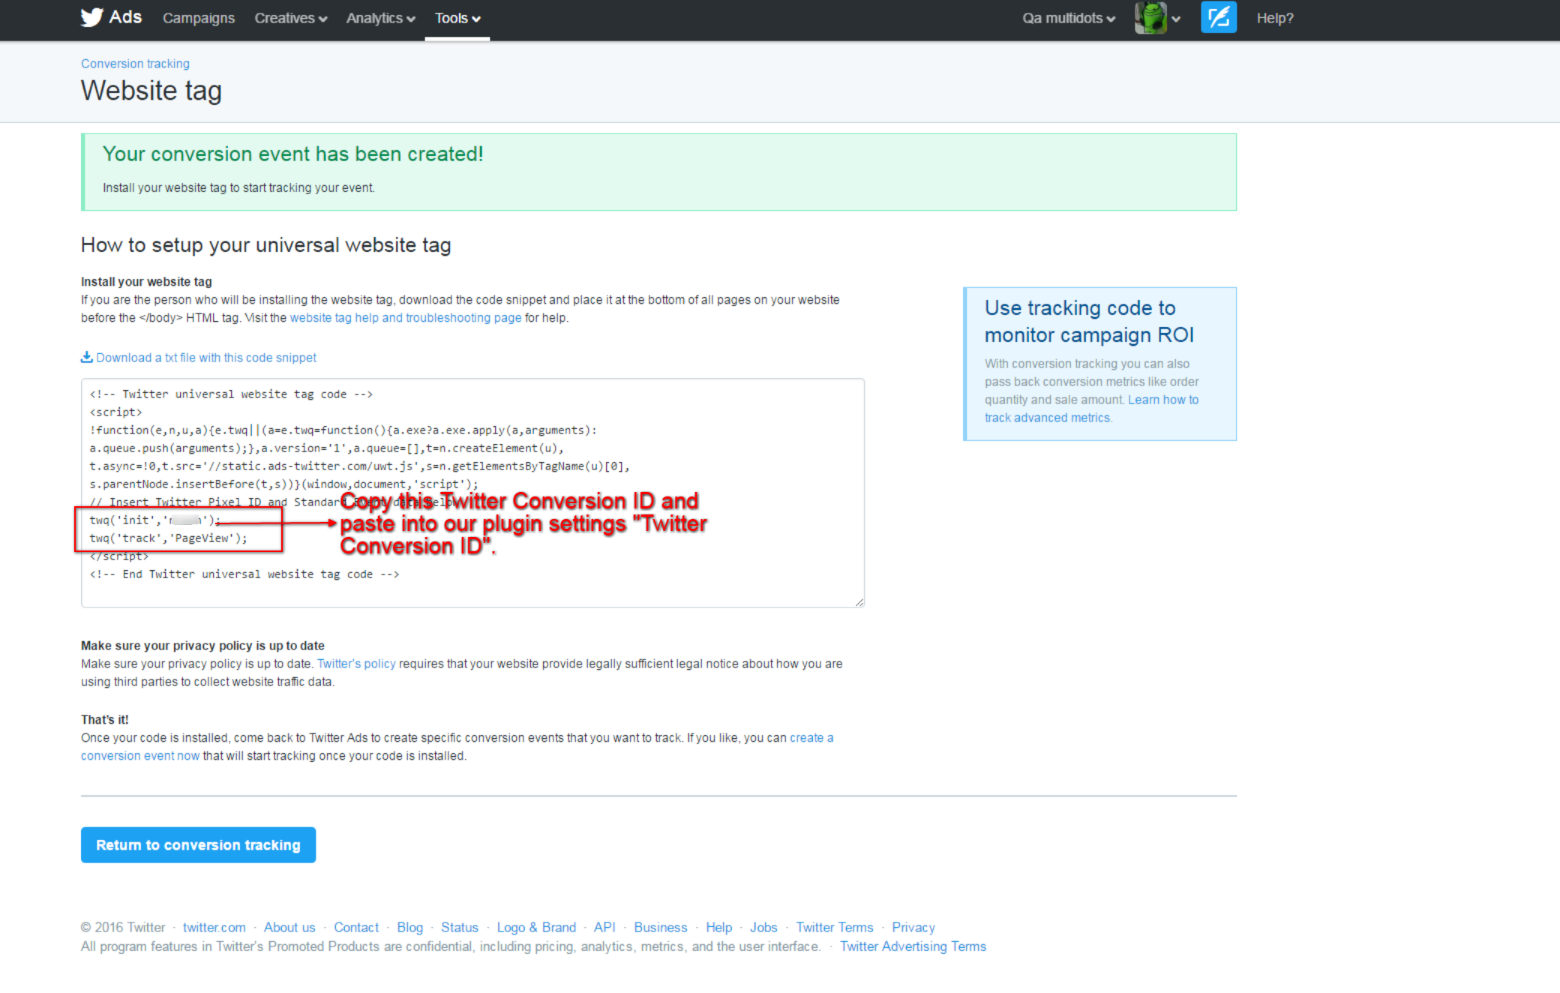 Ads Campaigns Creatives Analytics Tools Qa multidots Help?
Conversion tracking
Website tag
Your conversion event has been created!
Install your website tag to start tracking your event.
How to setup your universal website tag
Install your website tag
If you are the person who will be installing the website tag, download the code snippet and place it at the bottom of all pages on your website
before the </body> HTML tag. Visit the website tag help and troubleshooting page for help.
Download a txt file with this code snippet
<!-- Twitter universal website tag code -->
<script>
!function(e,n,u,a){e.twq||(a=e.twq=function(){a.exe?a.exe.apply(a,arguments):
a.queue.push(arguments);},a.version='1',a.queue=[],t=n.createElement(u),
t.async=!0,t.src='//static.ads-twitter.com/uwt.js',s=n.getElementsByTagName(u)[0],
s.parentNode.insertBefore(t,s))}(window,document,'script');
// Insert Twitter Pixel ID and Standard Event data below
twq('init','
twq('track','PageView');
</script>
<!-- End Twitter universal website tag code -->
Copy this Twitter Conversion ID and
paste into our plugin settings "Twitter
Conversion ID".
Use tracking code to
monitor campaign ROI
With conversion tracking you can also
pass back conversion metrics like order
quantity and sale amount. Learn how to
track advanced metrics.
Make sure your privacy policy is up to date
Make sure your privacy policy is up to date. Twitter's policy requires that your website provide legally sufficient legal notice about how you are
using third parties to collect website traffic data.
That's it!
Once your code is installed, come back to Twitter Ads to create specific conversion events that you want to track. If you like, you can create a
conversion event now that will start tracking once your code is installed.
Return to conversion tracking
© 2016 Twitter · twitter.com · About us · Contact · Blog · Status · Logo & Brand · API · Business · Help · Jobs · Twitter Terms · Privacy
All program features in Twitter's Promoted Products are confidential, including pricing, analytics, metrics, and the user interface. · Twitter Advertising Terms